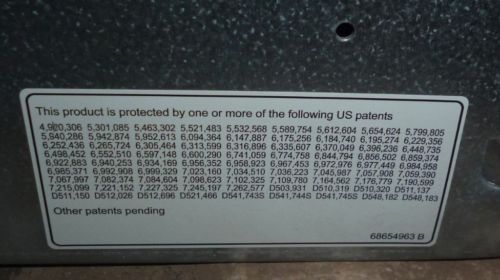 This product is protected by one or more of the following US patents
4,920,306 5,301,085 5,463,302 5,521,483 5,532,568 5,589,754 5,612,604 5,654,624 5,799,805
5,940,286 5,942,874 5,952,613 6,094,364 6,147,887 6,175,256 6,184,740 6,195,274 6,229,356
6,252,436 6,265,724 6,305,464 6,313,599 6,316,896 6,335,607 6,370,049 6,396,236 6,448,735
6,498,452 6,552,510 6,597,148 6,600,290 6,741,059 6,774,758 6,844,794 6,856,502 6,859,374
6,922,883 6,940,253 6,934,169 6,956,352 6,958,923 6,967,453 6,972,976 6,977,449 6,984,958
6,985,371 6,992,908 6,999,329 7,023,160 7,034,510 7,036,223 7,045,987 7,057,908 7,059,390
7,067,997 7,082,374 7,084,604 7,098,623 7,102,325 7,109,780 7,164,562 7,176,779 7,190,599
7,215,099 7,221,152 7,227,325 7,245,197 7,262,577 D503,931 D510,319 D510,320 D511,137
D511,150 D512,026 D512,696 D521,466 D541,743S D541,744S D541,745S D548,182 D548,183
Other patents pending
68654963 B